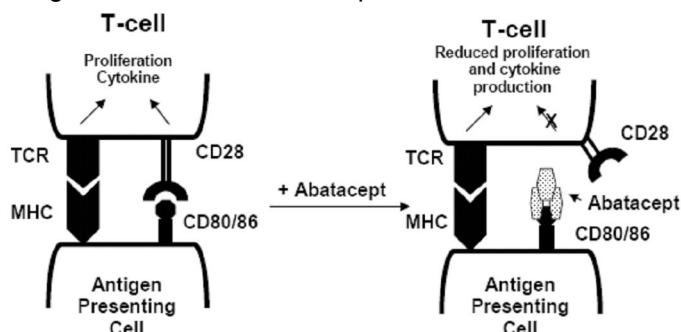 T-cell
Proliferation
Cytokine
TCR
CD28
MHC
CD80/86
Antigen
Presenting
Cell
+ Abatacept
T-cell
Reduced proliferation
and cytokine
production
X
CD28
TCR
Abatacept
MHC
CD80/86
Antigen
Presenting
Cell